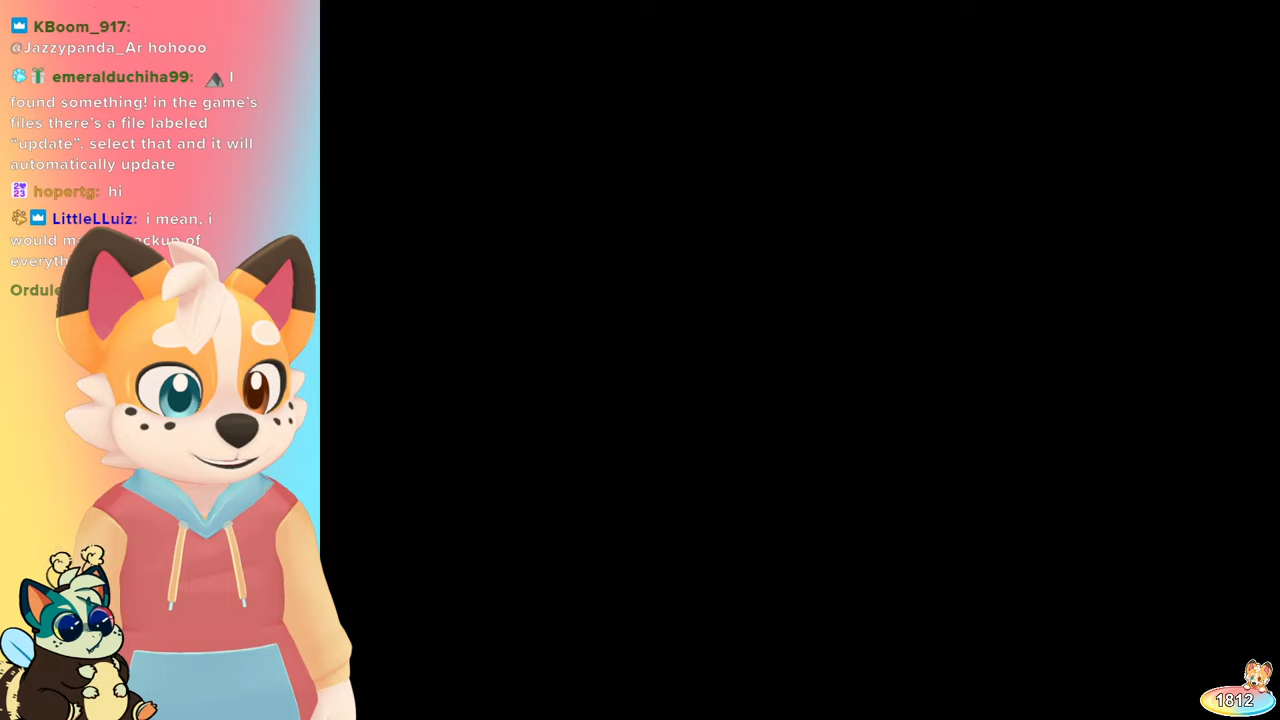 KBoom_917:
@Jazzypanda_Ar hohooo
emeralduchiha99: I
found something! in the game's
files there's a file labeled
"update". select that and it will
automatically update
hopertg: hi
LittleLLuiz: i mean, i
would of
1812